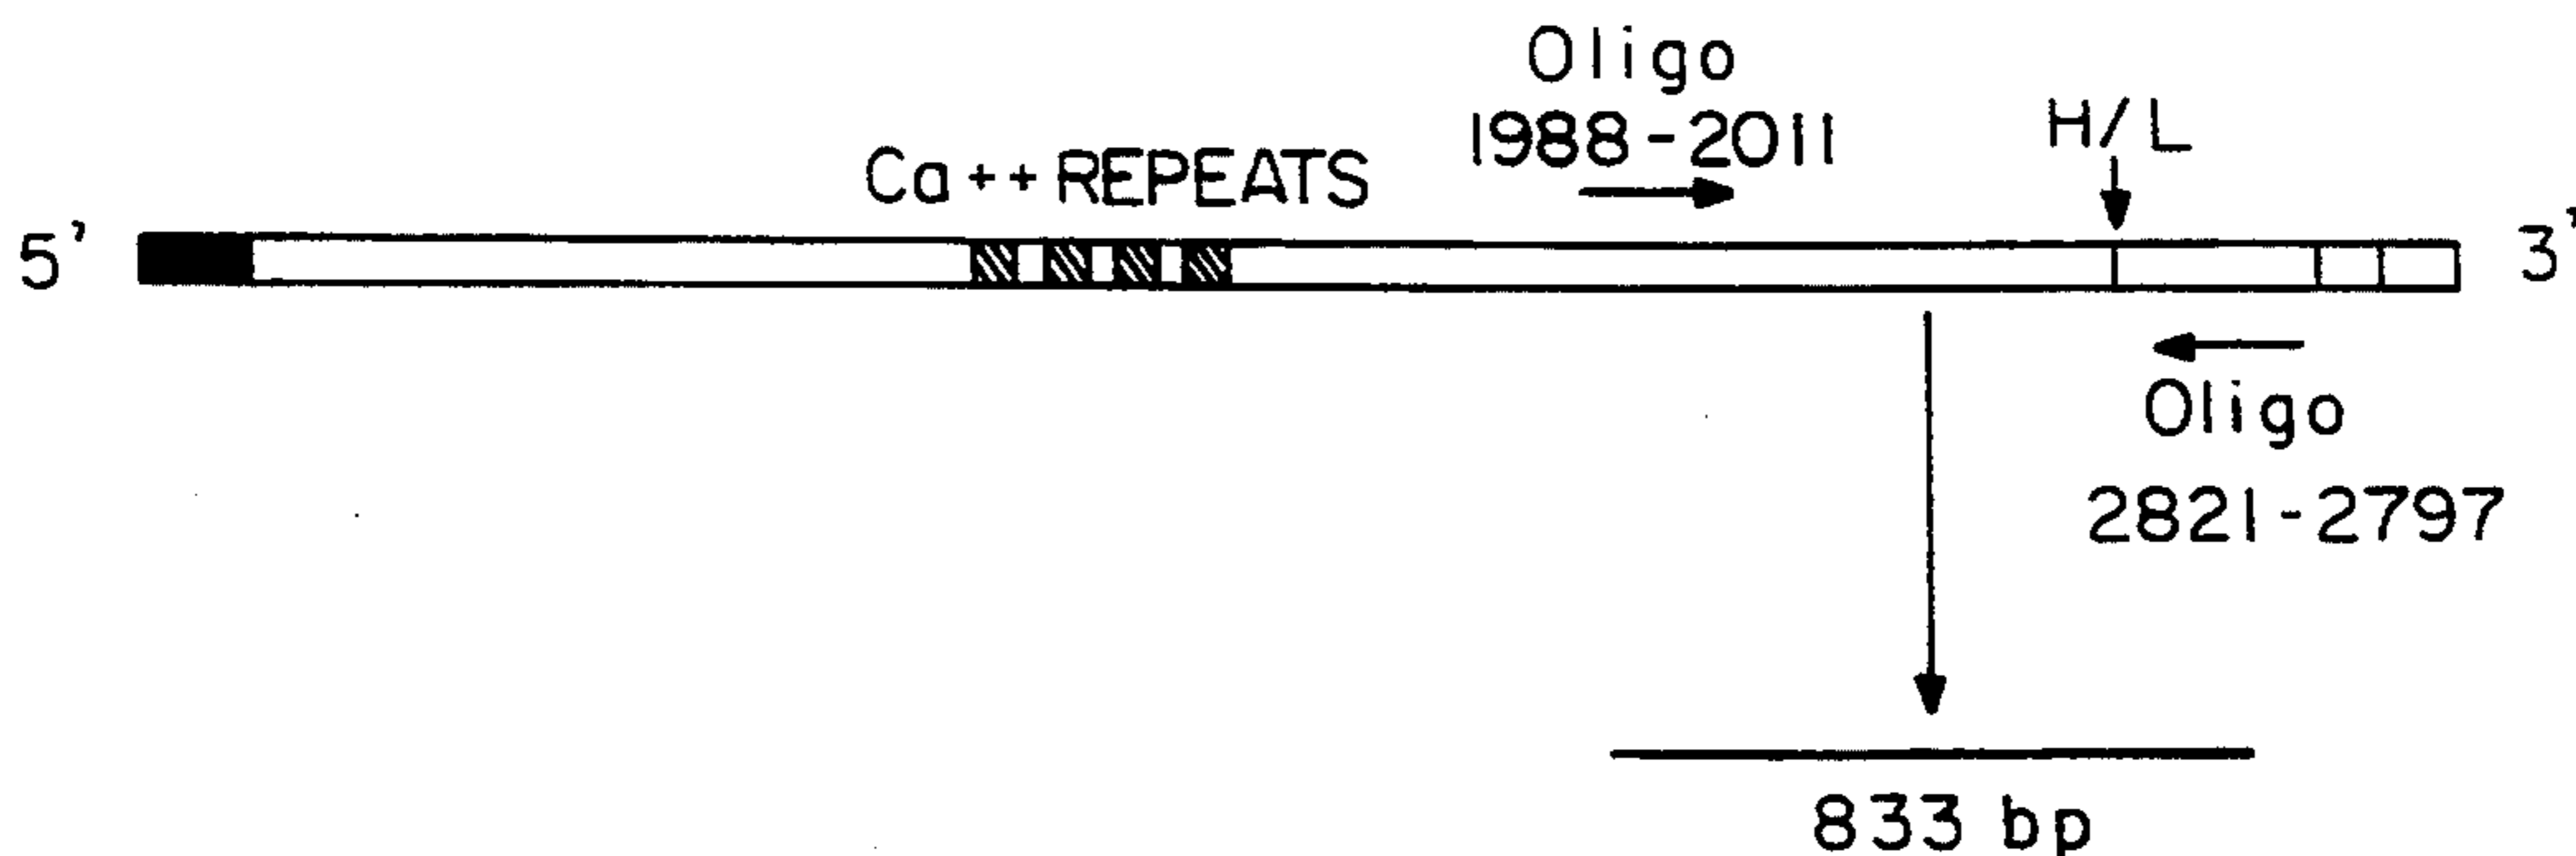 Oligo
1988-2011
H/L
Ca++ REPEATS
5'
3'
Oligo
2821-2797
833 bp